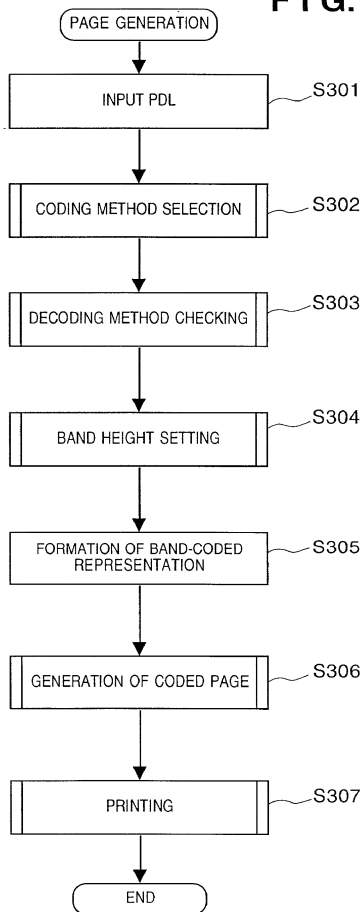 FIG.
PAGE GENERATION
INPUT PDL
S301
CODING METHOD SELECTION
S302
DECODING METHOD CHECKING
S303
BAND HEIGHT SETTING
S304
FORMATION OF BAND-CODED
REPRESENTATION
S305
GENERATION OF CODED PAGE
S306
PRINTING
S307
END